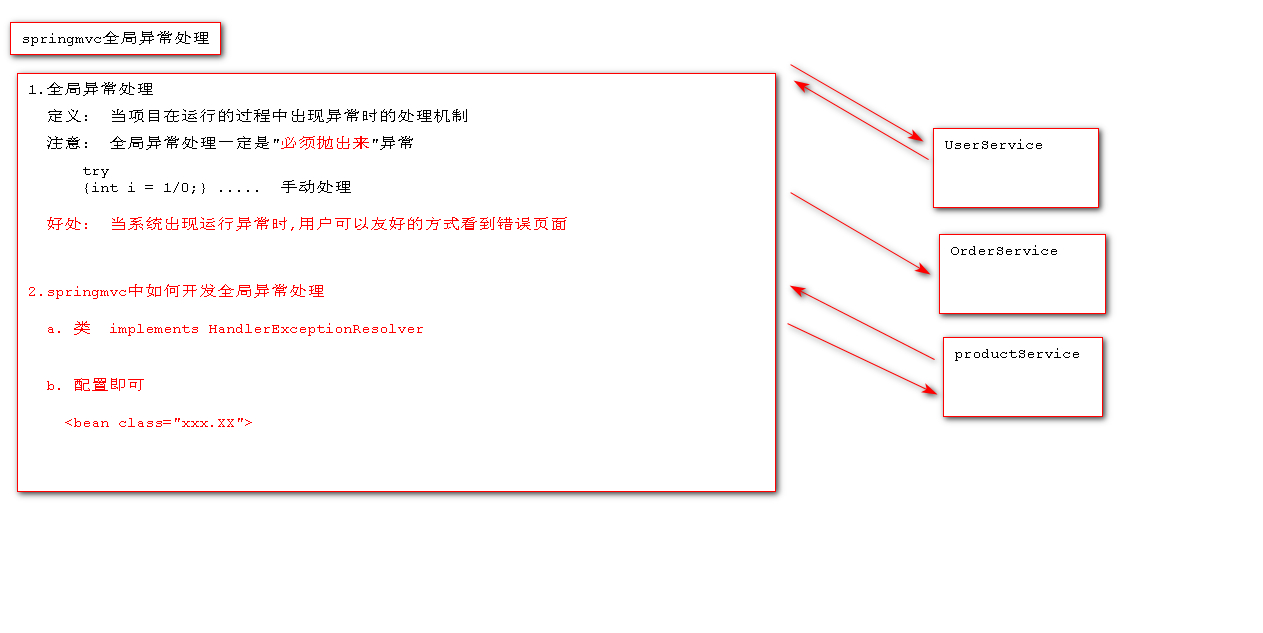 springmvc全局异常处理
1.全局异常处理
定义： 当项目在运行的过程中出现异常时的处理机制
注意： 全局异常处理一定是"必须抛出来"异常
try
{int i = 1/0;} ..... 手动处理
好处： 当系统出现运行异常时,用户可以友好的方式看到错误页面
2.springmvc中如何开发全局异常处理
a. 类 implements HandlerExceptionResolver
b. 配置即可
<bean class="xxx.XX">
UserService
OrderService
productService